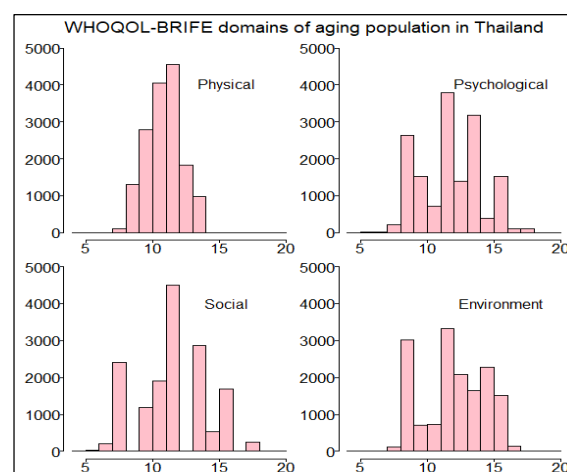 WHOQOL-BRIFE domains of aging population in Thailand
5000 5000
Physical Psychological
4000 4000
3000 3000
2000 2000
1000 1000
0 0
5 10 15 20 5 10 15 20
5000 5000
Social Environment
4000 4000
3000 3000
2000 2000
1000 1000
0 0
5 10 15 20 5 10 15 20